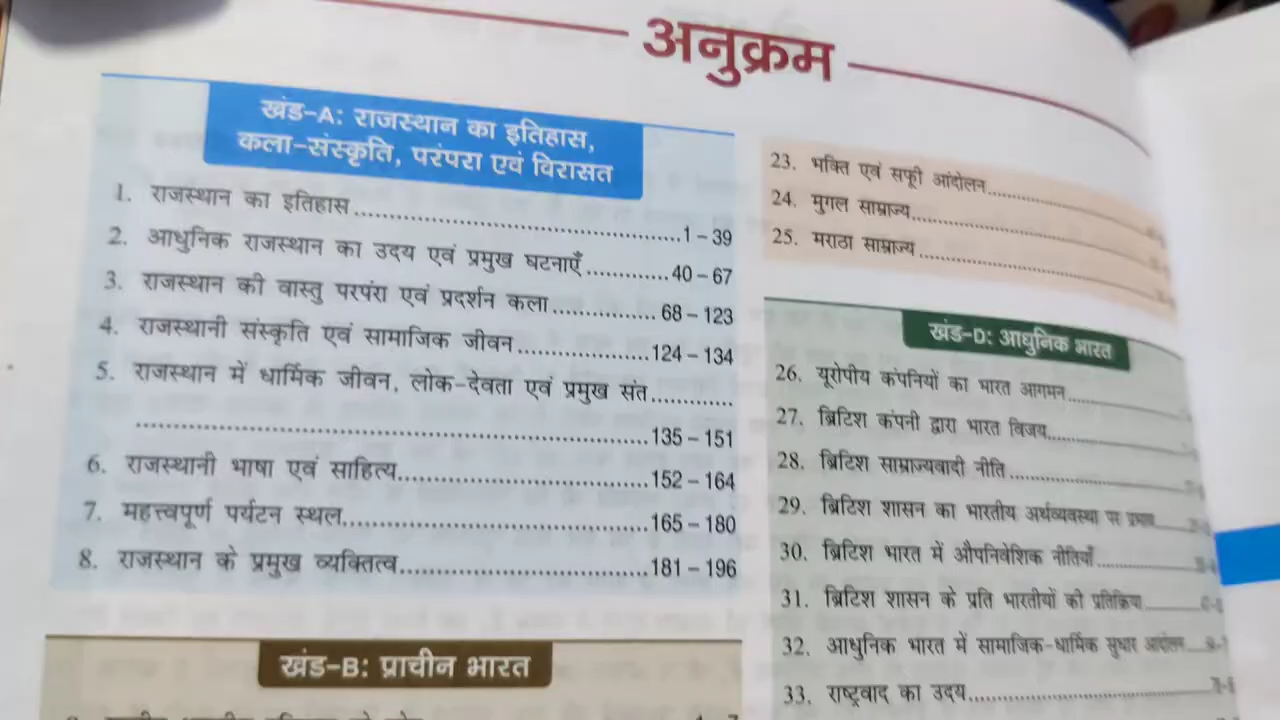 अनुक्रम
खंड-A: राजस्थान का इतिहास,
कला-संस्कृति, परंपरा एवं विरासत
1. राजस्थान का इतिहास....................................................1 – 39
2. आधुनिक राजस्थान का उदय एवं प्रमुख घटनाएँ.............40 – 67
3. राजस्थान की वास्तु परपंरा एवं प्रदर्शन कला................ 68 – 123
4. राजस्थानी संस्कृति एवं सामाजिक जीवन.....................124 – 134
5. राजस्थान में धार्मिक जीवन, लोक-देवता एवं प्रमुख संत.............
.................................................................................135 – 151
6. राजस्थानी भाषा एवं साहित्य........................................152 – 164
7. महत्त्वपूर्ण पर्यटन स्थल.................................................165 – 180
8. राजस्थान के प्रमुख व्यक्तित्व........................................181 – 196
खंड-B: प्राचीन भारत
23. भक्ति एवं सफूी आंदोलन
24. मुगल साम्राज्य
25. मराठा साम्राज्य
खंड-D: आधुनिक भारत
26. यूरोपीय कंपनियों का भारत आगमन
27. ब्रिटिश कंपनी द्वारा भारत विजय
28. ब्रिटिश साम्राज्यवादी नीति
29. ब्रिटिश शासन का भारतीय अर्थव्यवस्था पर प्रभाव
30. ब्रिटिश भारत में औपनिवेशिक नीतियाँ
31. ब्रिटिश शासन के प्रति भारतीयों की प्रतिक्रिया
32. आधुनिक भारत में सामाजिक-धार्मिक सुधार आंदोलन
33. राष्ट्रवाद का उदय